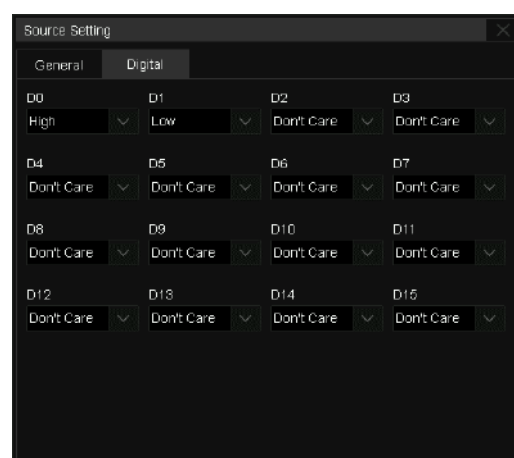 Source Setting
General Digital
D0 D1 D2 D3
High Low Don't Care Don't Care
D4 D5 D6 D7
Don't Care Don't Care Don't Care Don't Care
D8 D9 D10 D11
Don't Care Don't Care Don't Care Don't Care
D12 D13 D14 D15
Don't Care Don't Care Don't Care Don't Care